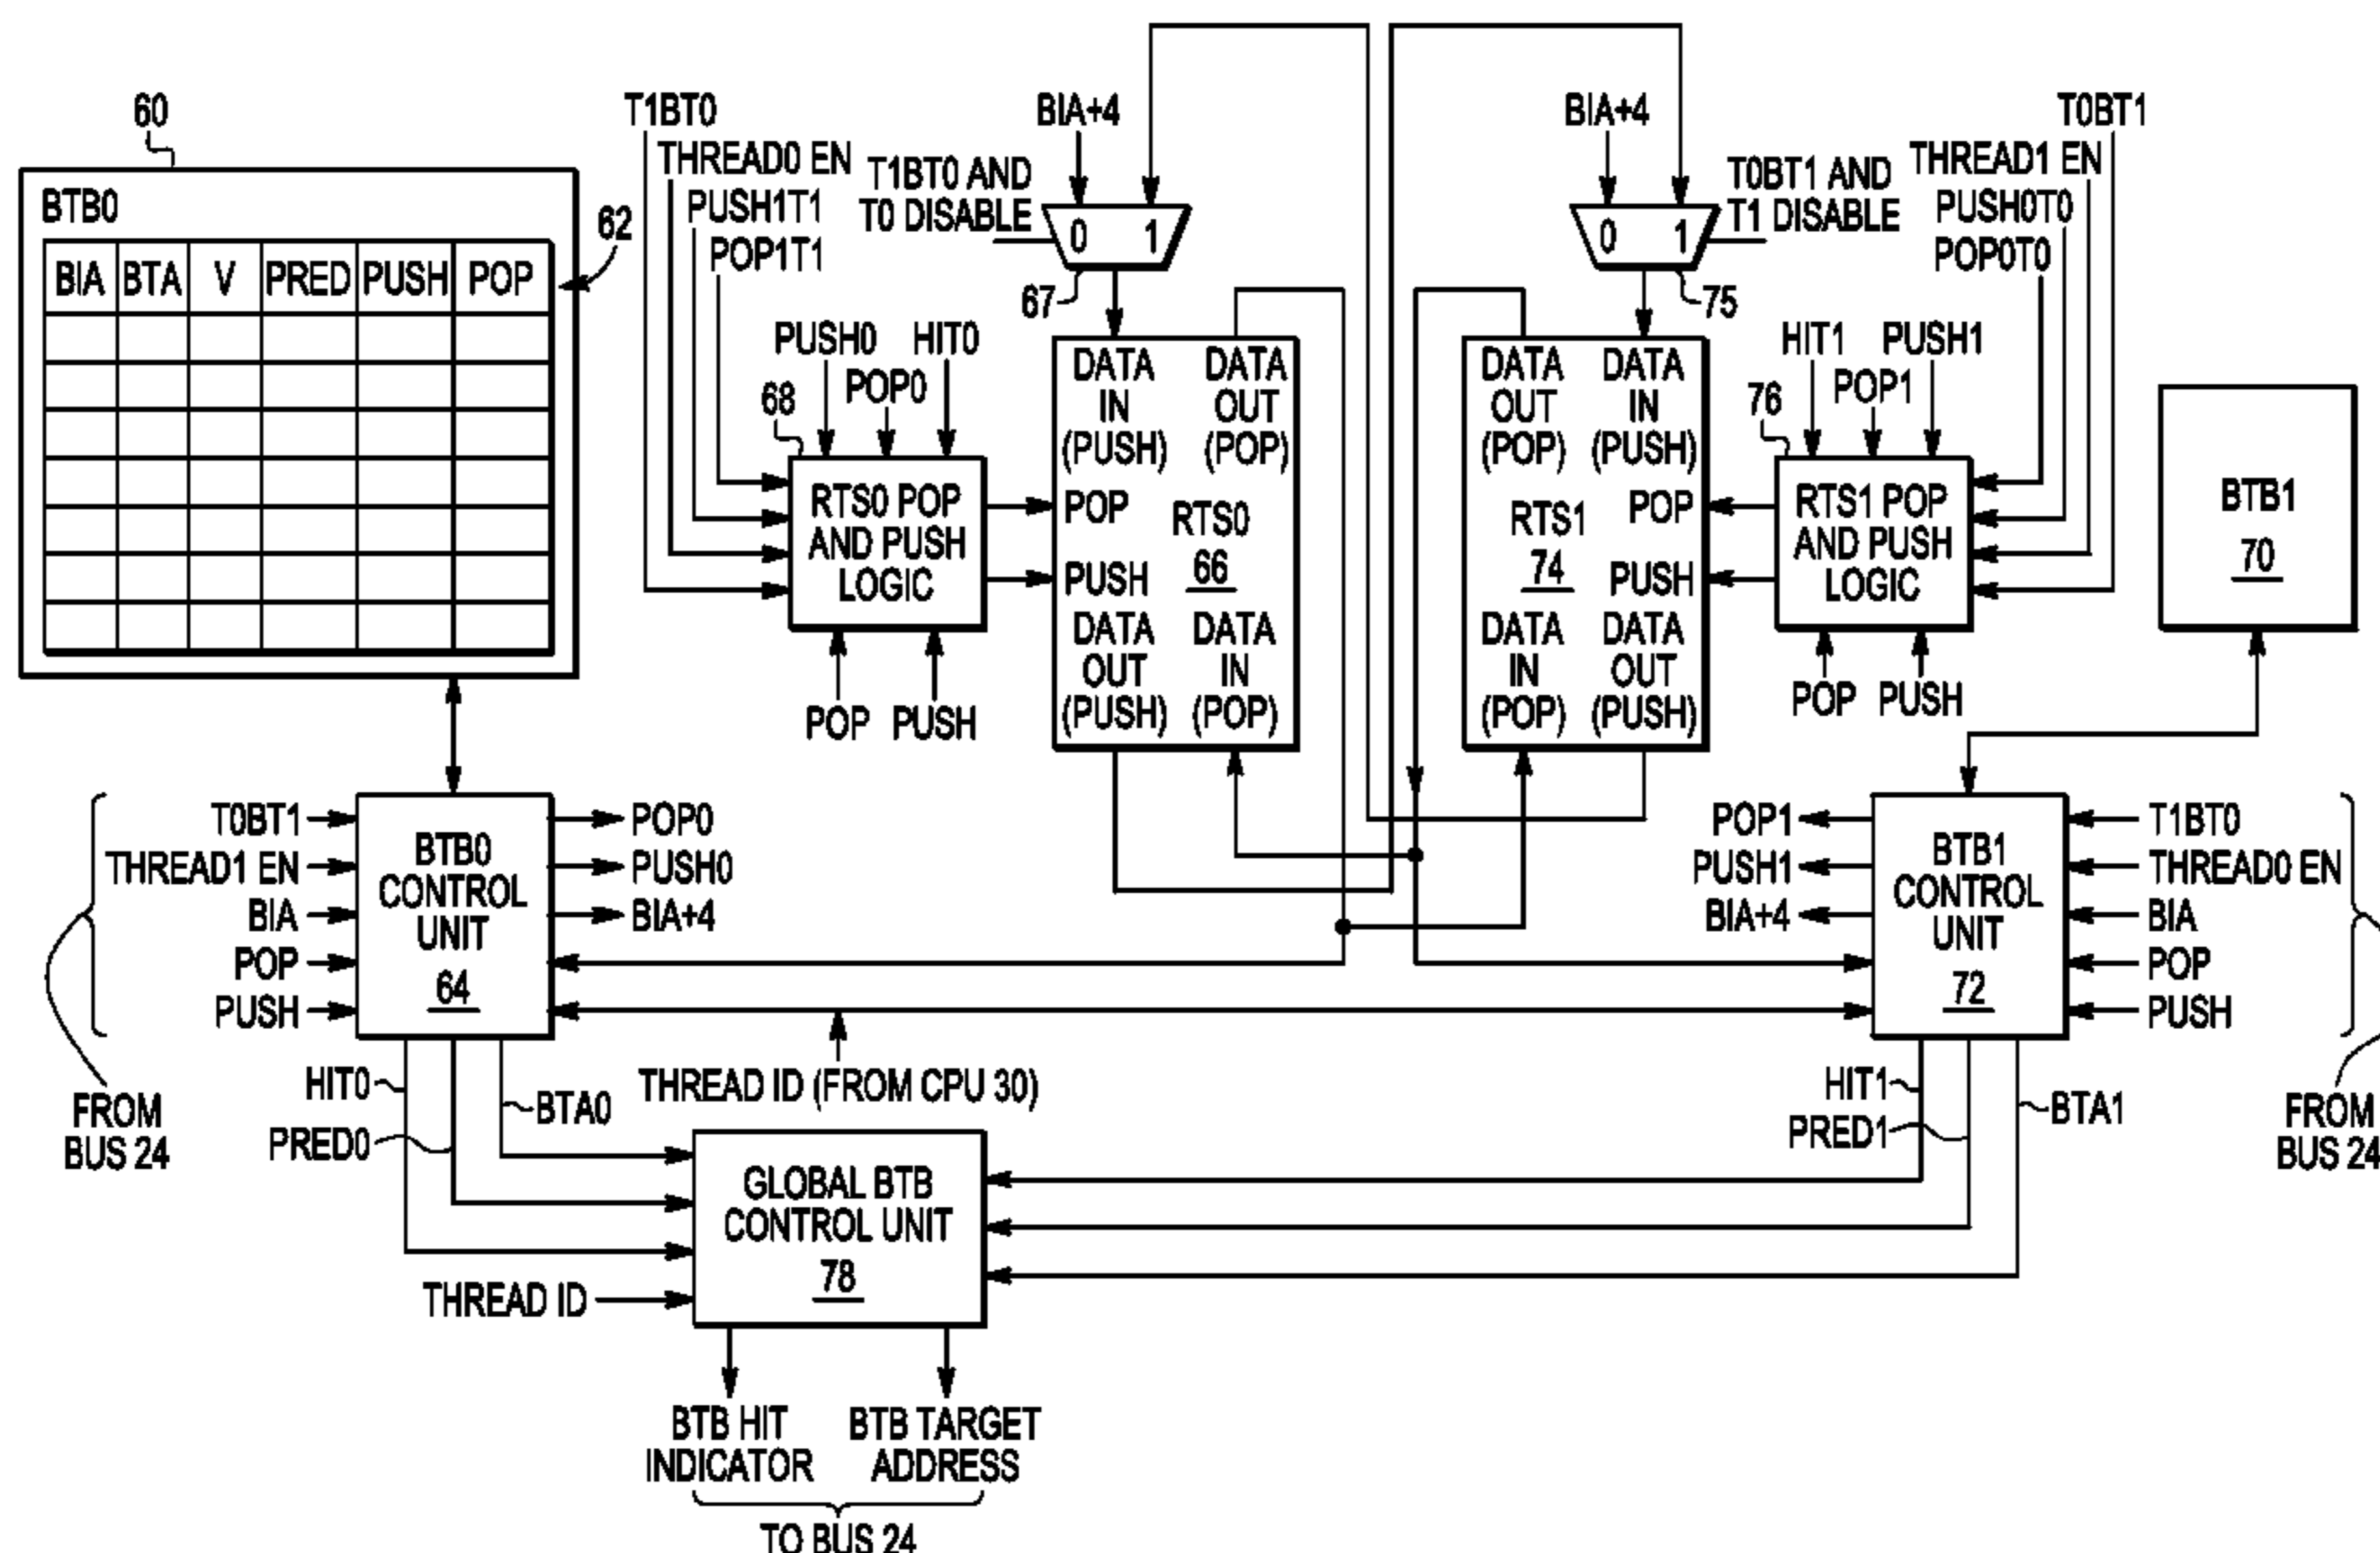 60
BTB0
BIA BTA V PRED PUSH POP
62
T1BT0
THREAD0 EN
PUSH1T1
POP1T1
T1BT0 AND
T0 DISABLE
BIA+4
0 1
67
BIA+4
0 1
75
T0BT1 AND
T1 DISABLE
T0BT1
THREAD1 EN
PUSH0T0
POP0T0
PUSH0
POP0
HIT0
68
RTS0 POP
AND PUSH
LOGIC
POP PUSH
DATA
IN
(PUSH)
DATA
OUT
(POP)
POP
RTS0
66
PUSH
DATA
OUT
(PUSH)
DATA
IN
(POP)
DATA
OUT
(POP)
DATA
IN
(PUSH)
RTS1
74
POP
PUSH
DATA
IN
(POP)
DATA
OUT
(PUSH)
HIT1
POP1
PUSH1
76
RTS1 POP
AND PUSH
LOGIC
POP PUSH
BTB1
70
T0BT1
THREAD1 EN
BIA
POP
PUSH
FROM
BUS 24
BTB0
CONTROL
UNIT
64
POP0
PUSH0
BIA+4
POP1
PUSH1
BIA+4
BTB1
CONTROL
UNIT
72
T1BT0
THREAD0 EN
BIA
POP
PUSH
FROM
BUS 24
HIT0
PRED0
BTA0
THREAD ID (FROM CPU 30)
HIT1
PRED1
BTA1
GLOBAL BTB
CONTROL UNIT
78
THREAD ID
BTB HIT
INDICATOR
BTB TARGET
ADDRESS
TO BUS 24